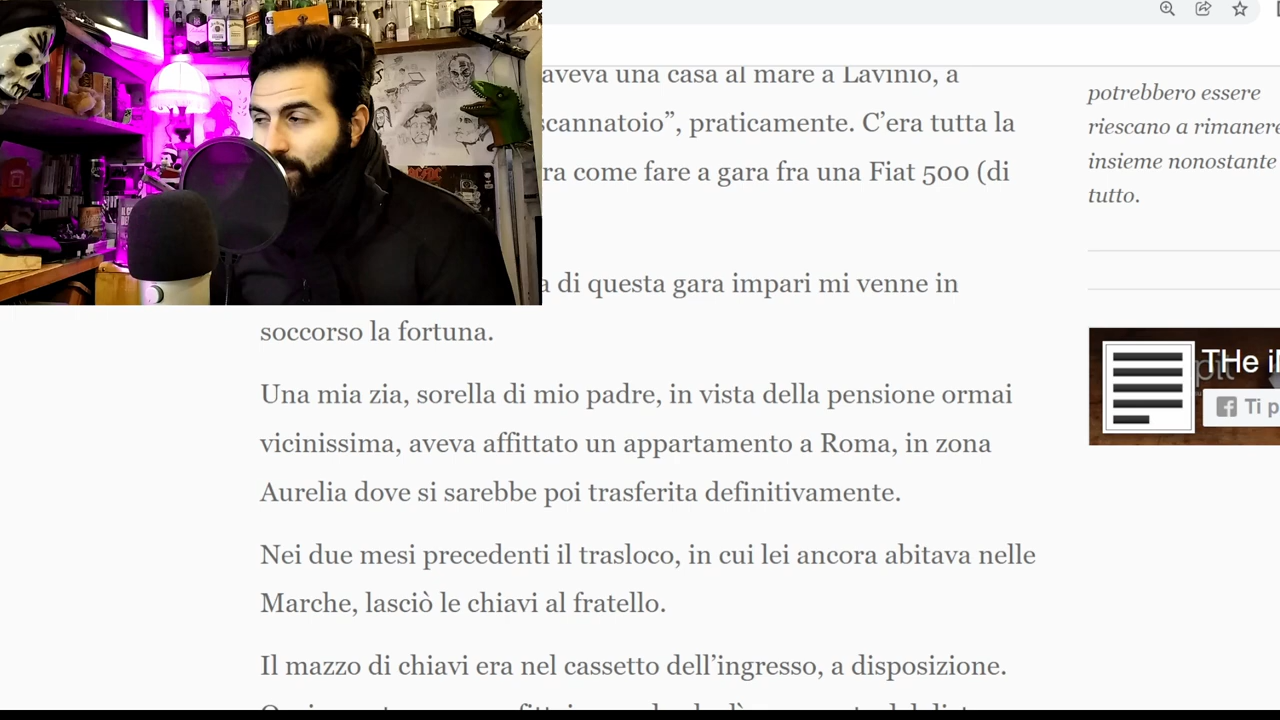 aveva una casa al mare a Lavinio, a
scannatoio”, praticamente. C’era tutta la
ra come fare a gara fra una Fiat 500 (di
a di questa gara impari mi venne in
soccorso la fortuna.
Una mia zia, sorella di mio padre, in vista della pensione ormai
vicinissima, aveva affittato un appartamento a Roma, in zona
Aurelia dove si sarebbe poi trasferita definitivamente.
Nei due mesi precedenti il trasloco, in cui lei ancora abitava nelle
Marche, lasciò le chiavi al fratello.
Il mazzo di chiavi era nel cassetto dell’ingresso, a disposizione.
potrebbero essere
riescano a rimanere
insieme nonostante
tutto.
THe
Ti p
AC/DC